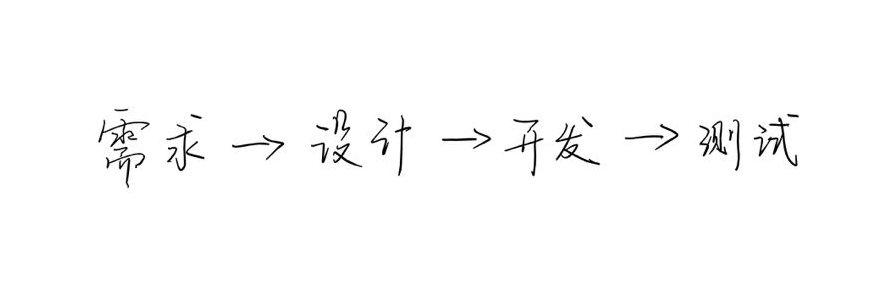 需求 → 设计 → 开发 → 测试